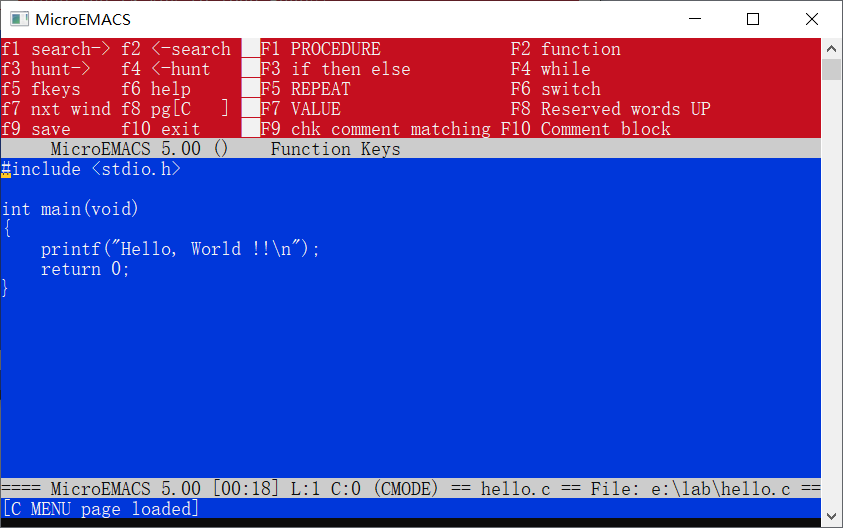 MicroEMACS
f1 search-> f2 <-search F1 PROCEDURE F2 function
f3 hunt-> f4 <-hunt F3 if then else F4 while
f5 fkeys f6 help F5 REPEAT F6 switch
f7 nxt wind f8 pg[C ] F7 VALUE F8 Reserved words UP
f9 save f10 exit F9 chk comment matching F10 Comment block
MicroEMACS 5.00 () Function Keys
#include <stdio.h>
int main(void)
{
    printf("Hello, World !!\n");
    return 0;
}
==== MicroEMACS 5.00 [00:18] L:1 C:0 (CMODE) == hello.c == File: e:\lab\hello.c ==
[C MENU page loaded]